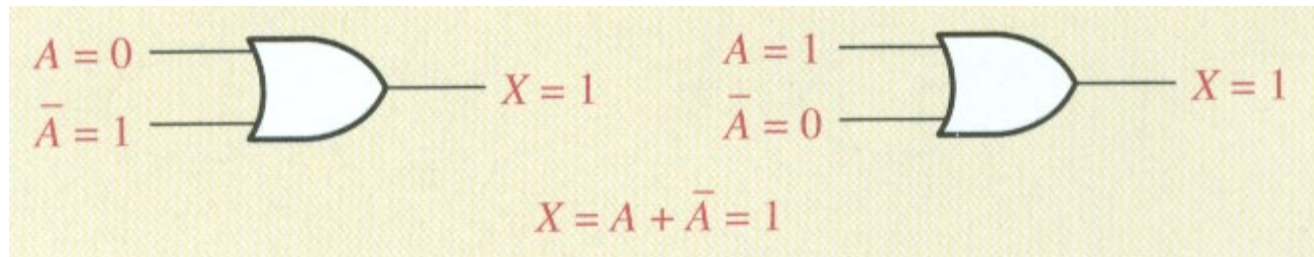 A = 0
A̅ = 1
X = 1
A = 1
A̅ = 0
X = 1
X = A + A̅ = 1